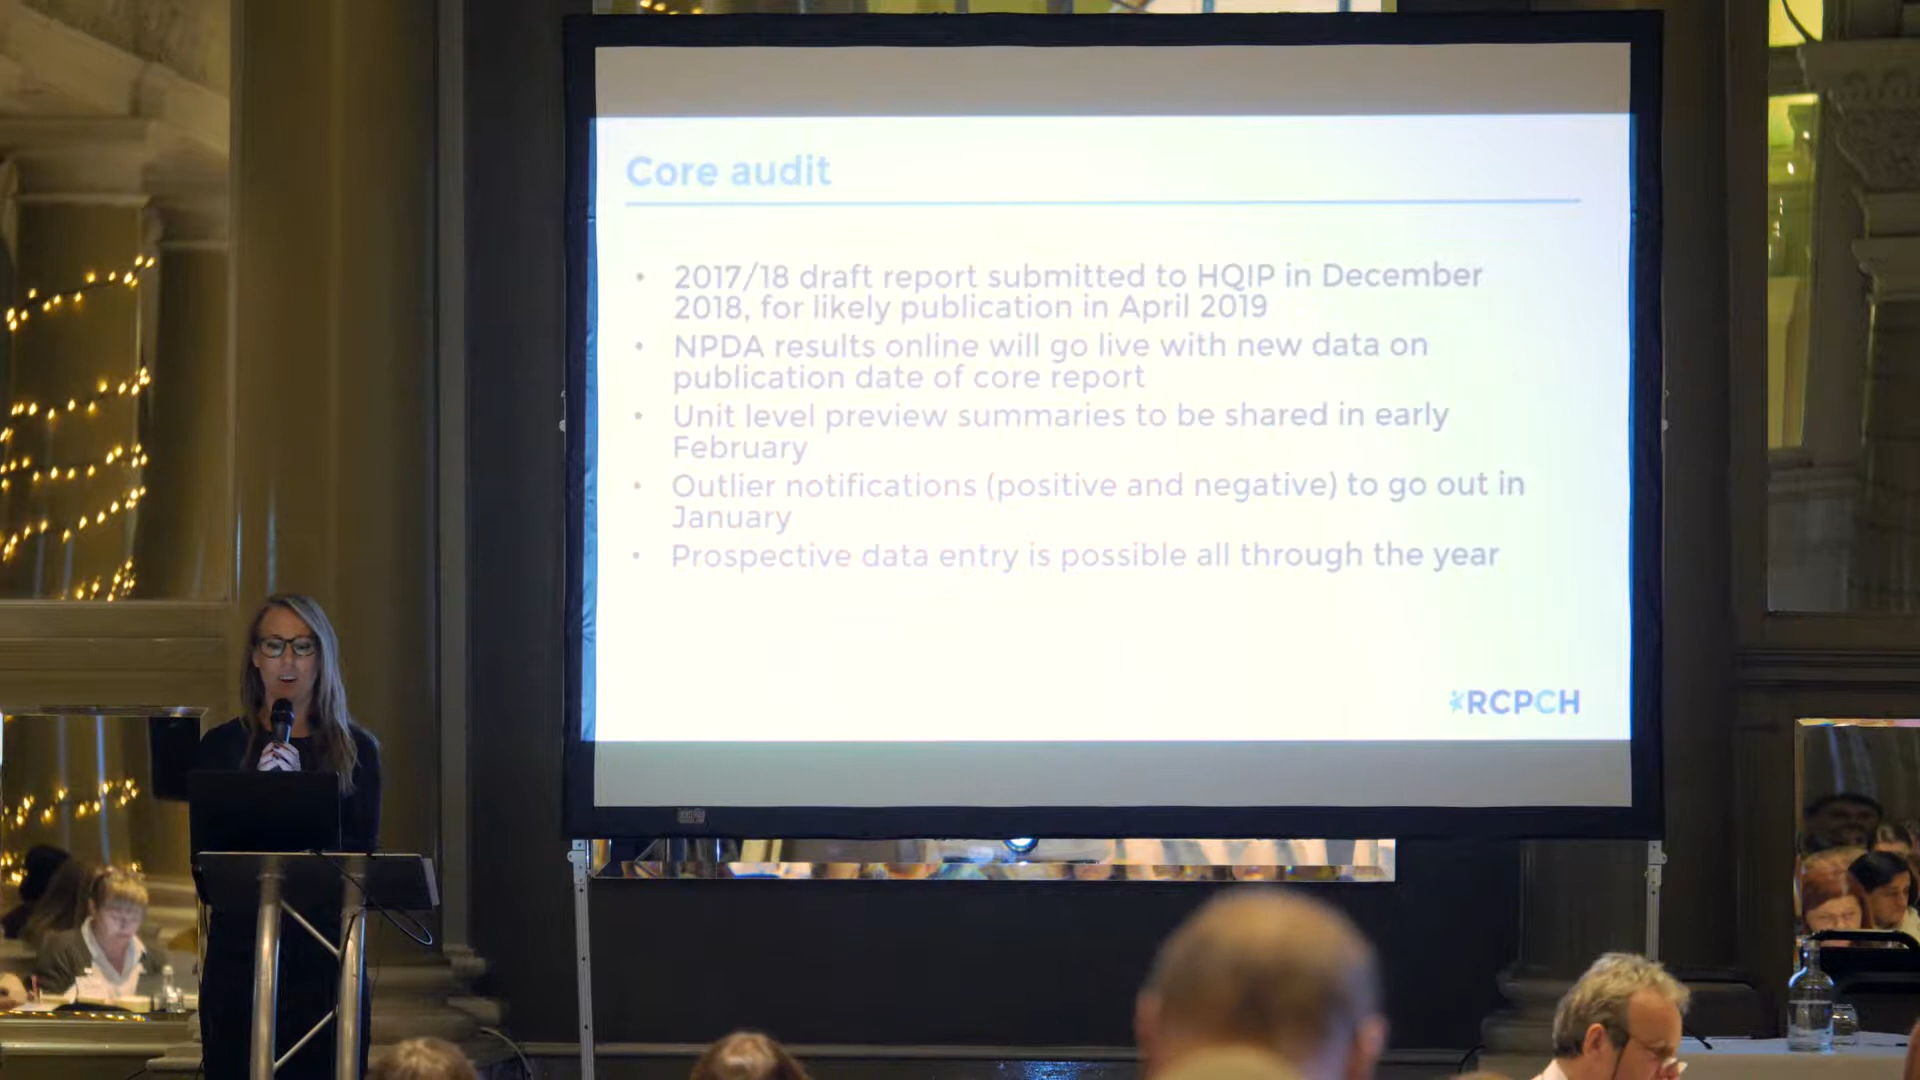 Core audit
• 2017/18 draft report submitted to HQIP in December
2018, for likely publication in April 2019
• NPDA results online will go live with new data on
publication date of core report
• Unit level preview summaries to be shared in early
February
• Outlier notifications (positive and negative) to go out in
January
• Prospective data entry is possible all through the year
RCPCH